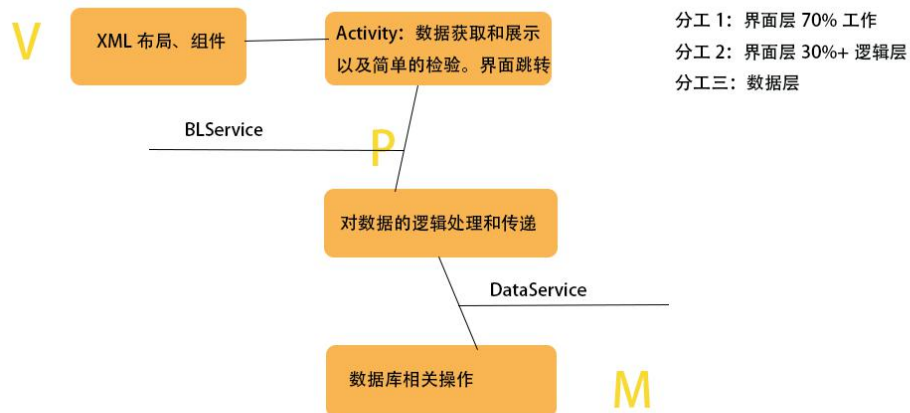 V
XML 布局、组件
Activity：数据获取和展示
以及简单的检验。界面跳转
分工 1：界面层 70% 工作
分工 2：界面层 30%+ 逻辑层
分工三：数据层
BLService
P
对数据的逻辑处理和传递
DataService
数据库相关操作
M